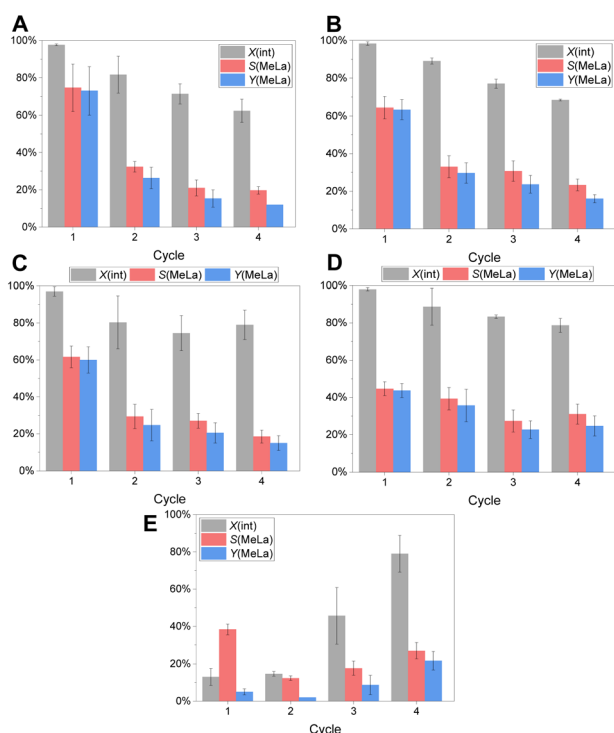 A
B
100%
80%
60%
40%
20%
0%
X(int)
S(MeLa)
Y(MeLa)
1 2 3 4
Cycle
100%
80%
60%
40%
20%
0%
X(int)
S(MeLa)
Y(MeLa)
1 2 3 4
Cycle
C
D
X(int) S(MeLa) Y(MeLa)
100%
80%
60%
40%
20%
0%
1 2 3 4
Cycle
X(int) S(MeLa) Y(MeLa)
100%
80%
60%
40%
20%
0%
1 2 3 4
Cycle
E
100%
80%
60%
40%
20%
0%
X(int)
S(MeLa)
Y(MeLa)
1 2 3 4
Cycle